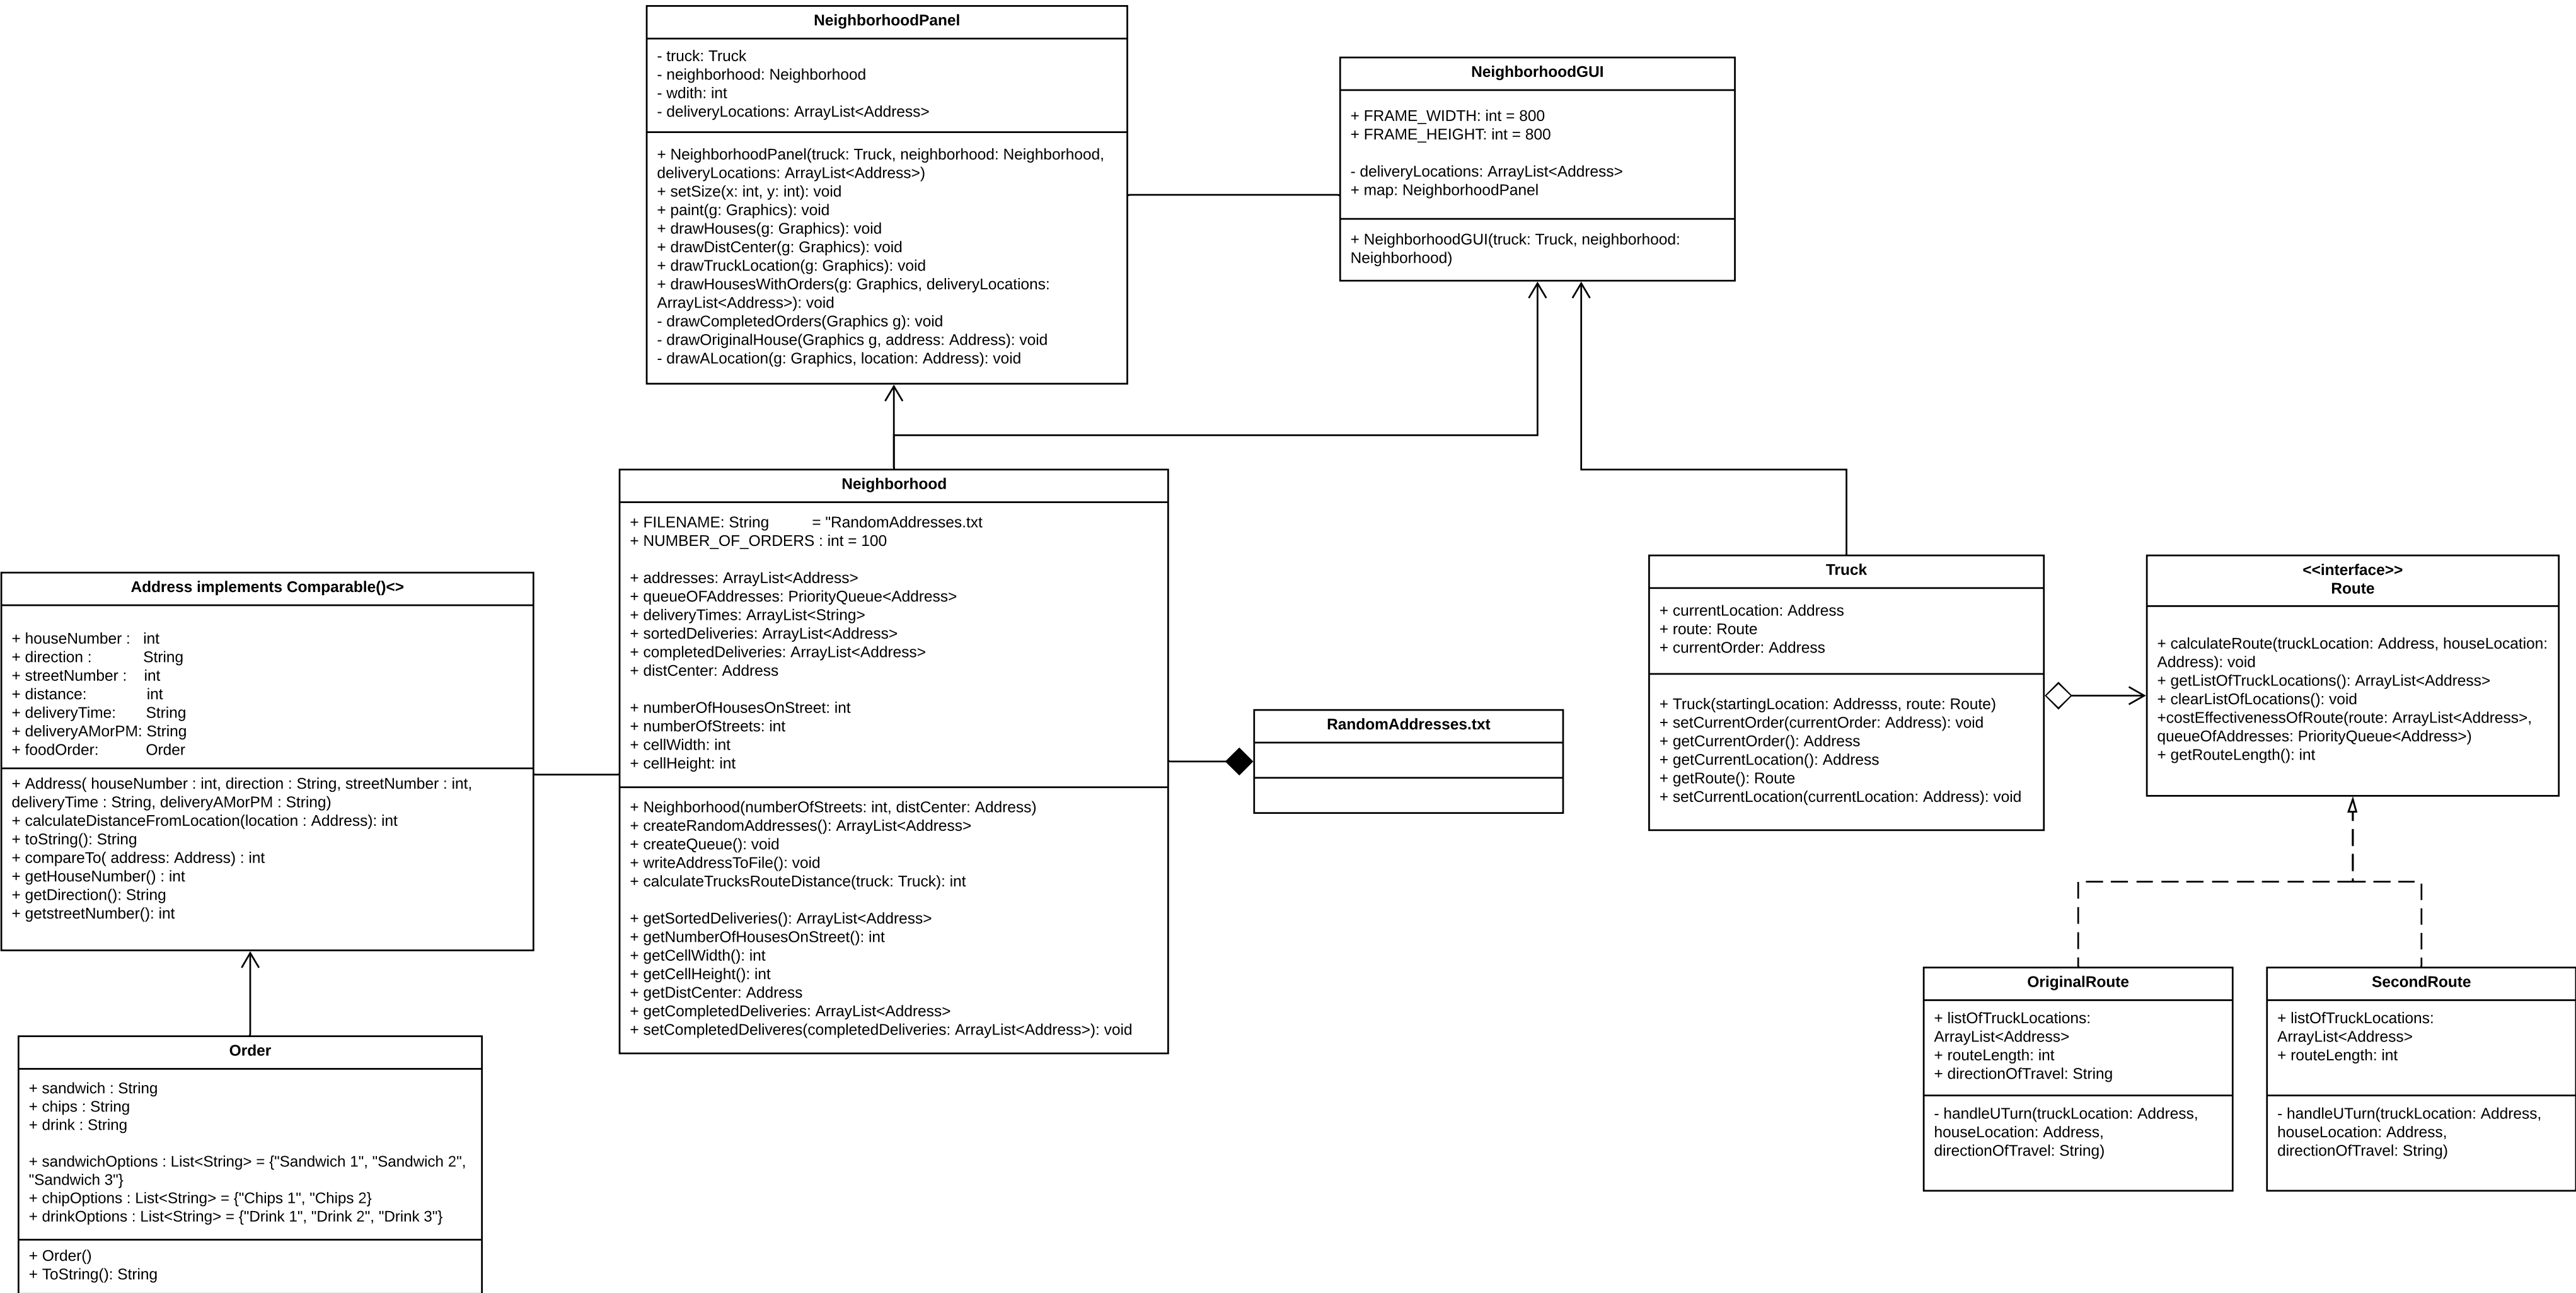 NeighborhoodPanel
- truck: Truck
- neighborhood: Neighborhood
- wdith: int
- deliveryLocations: ArrayList<Address>
+ NeighborhoodPanel(truck: Truck, neighborhood: Neighborhood,
deliveryLocations: ArrayList<Address>)
+ setSize(x: int, y: int): void
+ paint(g: Graphics): void
+ drawHouses(g: Graphics): void
+ drawDistCenter(g: Graphics): void
+ drawTruckLocation(g: Graphics): void
+ drawHousesWithOrders(g: Graphics, deliveryLocations:
ArrayList<Address>): void
- drawCompletedOrders(Graphics g): void
- drawOriginalHouse(Graphics g, address: Address): void
- drawALocation(g: Graphics, location: Address): void
NeighborhoodGUI
+ FRAME_WIDTH: int = 800
+ FRAME_HEIGHT: int = 800
- deliveryLocations: ArrayList<Address>
+ map: NeighborhoodPanel
+ NeighborhoodGUI(truck: Truck, neighborhood:
Neighborhood)
Neighborhood
+ FILENAME: String = "RandomAddresses.txt
+ NUMBER_OF_ORDERS : int = 100
+ addresses: ArrayList<Address>
+ queueOFAddresses: PriorityQueue<Address>
+ deliveryTimes: ArrayList<String>
+ sortedDeliveries: ArrayList<Address>
+ completedDeliveries: ArrayList<Address>
+ distCenter: Address
+ numberOfHousesOnStreet: int
+ numberOfStreets: int
+ cellWidth: int
+ cellHeight: int
+ Neighborhood(numberOfStreets: int, distCenter: Address)
+ createRandomAddresses(): ArrayList<Address>
+ createQueue(): void
+ writeAddressToFile(): void
+ calculateTrucksRouteDistance(truck: Truck): int
+ getSortedDeliveries(): ArrayList<Address>
+ getNumberOfHousesOnStreet(): int
+ getCellWidth(): int
+ getCellHeight(): int
+ getDistCenter: Address
+ getCompletedDeliveries: ArrayList<Address>
+ setCompletedDeliveres(completedDeliveries: ArrayList<Address>): void
Address implements Comparable()<>
+ houseNumber : int
+ direction : String
+ streetNumber : int
+ distance: int
+ deliveryTime: String
+ deliveryAMorPM: String
+ foodOrder: Order
+ Address( houseNumber : int, direction : String, streetNumber : int,
deliveryTime : String, deliveryAMorPM : String)
+ calculateDistanceFromLocation(location : Address): int
+ toString(): String
+ compareTo( address: Address) : int
+ getHouseNumber() : int
+ getDirection(): String
+ getstreetNumber(): int
Order
+ sandwich : String
+ chips : String
+ drink : String
+ sandwichOptions : List<String> = {"Sandwich 1", "Sandwich 2",
"Sandwich 3"}
+ chipOptions : List<String> = {"Chips 1", "Chips 2}
+ drinkOptions : List<String> = {"Drink 1", "Drink 2", "Drink 3"}
+ Order()
+ ToString(): String
RandomAddresses.txt
Truck
+ currentLocation: Address
+ route: Route
+ currentOrder: Address
+ Truck(startingLocation: Addresss, route: Route)
+ setCurrentOrder(currentOrder: Address): void
+ getCurrentOrder(): Address
+ getCurrentLocation(): Address
+ getRoute(): Route
+ setCurrentLocation(currentLocation: Address): void
<<interface>>
Route
+ calculateRoute(truckLocation: Address, houseLocation:
Address): void
+ getListOfTruckLocations(): ArrayList<Address>
+ clearListOfLocations(): void
+costEffectivenessOfRoute(route: ArrayList<Address>,
queueOfAddresses: PriorityQueue<Address>)
+ getRouteLength(): int
OriginalRoute
+ listOfTruckLocations:
ArrayList<Address>
+ routeLength: int
+ directionOfTravel: String
- handleUTurn(truckLocation: Address,
houseLocation: Address,
directionOfTravel: String)
SecondRoute
+ listOfTruckLocations:
ArrayList<Address>
+ routeLength: int
- handleUTurn(truckLocation: Address,
houseLocation: Address,
directionOfTravel: String)